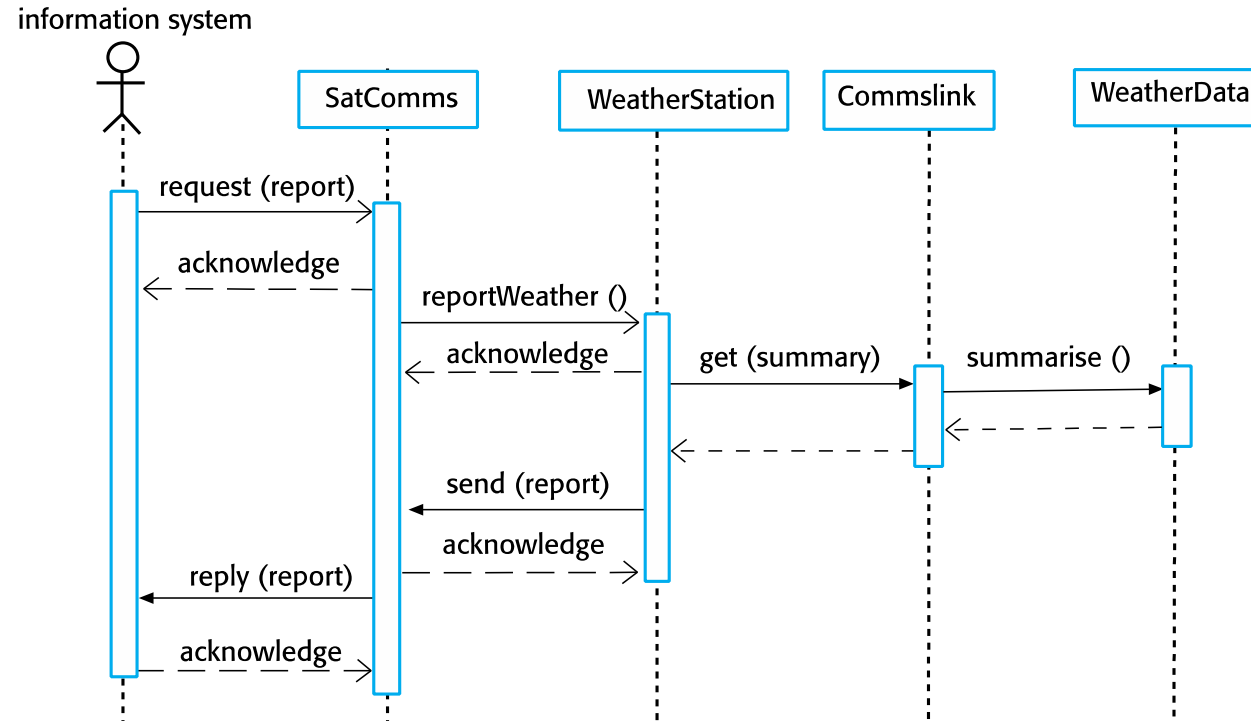 information system
SatComms
WeatherStation
Commslink
WeatherData
request (report)
acknowledge
reportWeather ()
acknowledge
get (summary)
summarise ()
send (report)
acknowledge
reply (report)
acknowledge